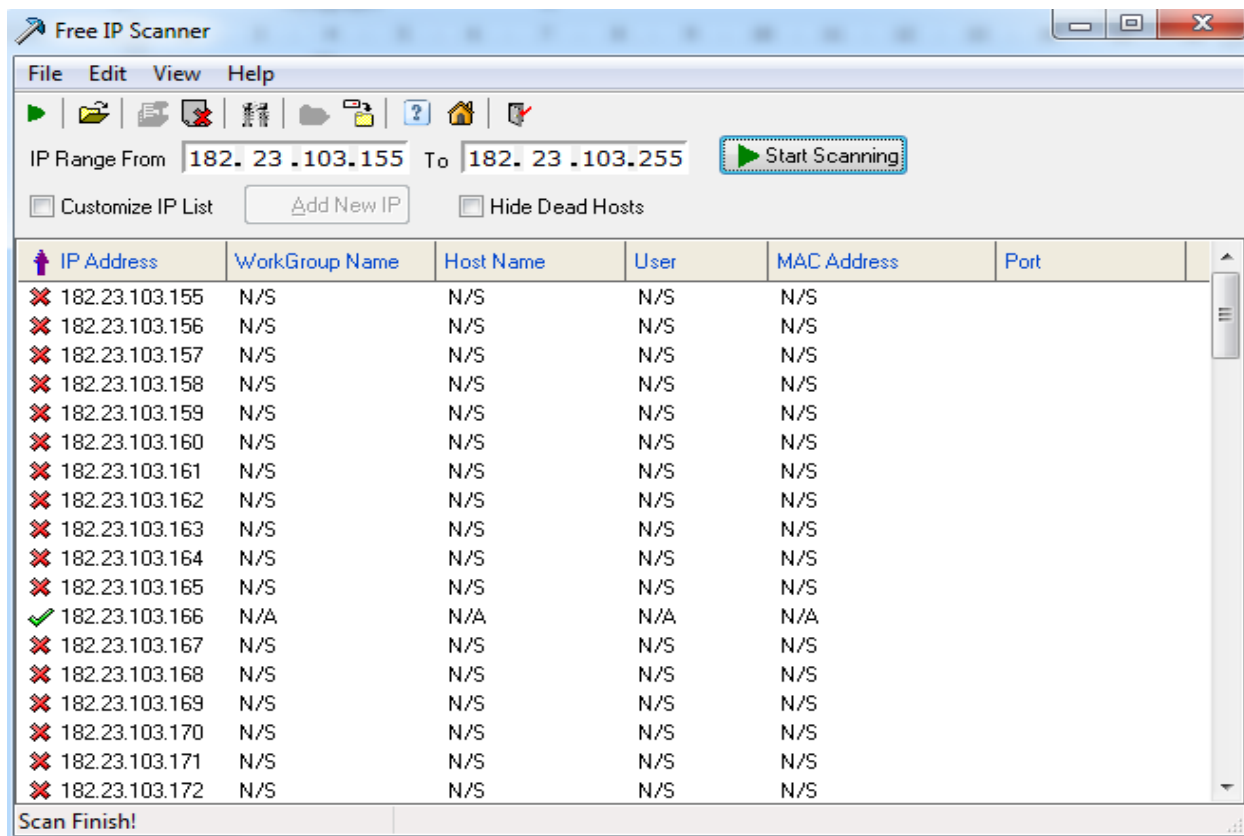 Free IP Scanner
File Edit View Help
IP Range From 182. 23 .103.155 To 182. 23 .103.255 Start Scanning
Customize IP List Add New IP Hide Dead Hosts
IP Address WorkGroup Name Host Name User MAC Address Port
182.23.103.155 N/S N/S N/S N/S
182.23.103.156 N/S N/S N/S N/S
182.23.103.157 N/S N/S N/S N/S
182.23.103.158 N/S N/S N/S N/S
182.23.103.159 N/S N/S N/S N/S
182.23.103.160 N/S N/S N/S N/S
182.23.103.161 N/S N/S N/S N/S
182.23.103.162 N/S N/S N/S N/S
182.23.103.163 N/S N/S N/S N/S
182.23.103.164 N/S N/S N/S N/S
182.23.103.165 N/S N/S N/S N/S
182.23.103.166 N/A N/A N/A N/A
182.23.103.167 N/S N/S N/S N/S
182.23.103.168 N/S N/S N/S N/S
182.23.103.169 N/S N/S N/S N/S
182.23.103.170 N/S N/S N/S N/S
182.23.103.171 N/S N/S N/S N/S
182.23.103.172 N/S N/S N/S N/S
Scan Finish!